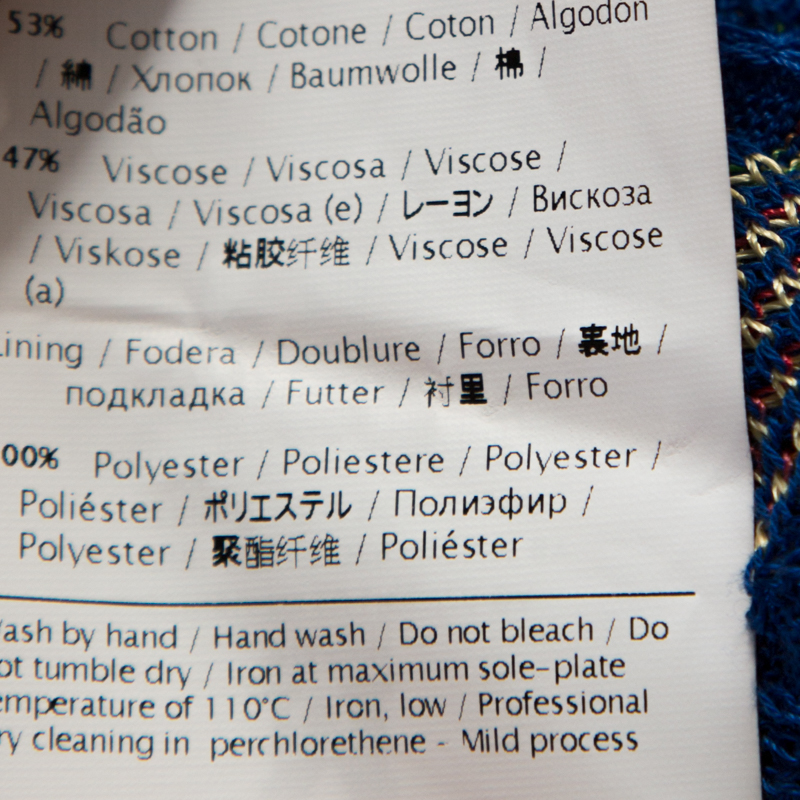 53% Cotton / Cotone / Coton / Algodón
/ 綿 / Хлопок / Baumwolle / 棉 /
Algodão
47% Viscose / Viscosa / Viscose /
Viscosa / Viscosa (e) / レーヨン / Вискоза
/ Viskose / 粘胶纤维 / Viscose / Viscose
(a)
ining / Fodera / Doublure / Forro / 裏地 /
подкладка / Futter / 衬里 / Forro
00% Polyester / Poliestere / Polyester /
Poliéster / ポリエステル / Полиэфир /
Polyester / 聚酯纤维 / Poliéster
ash by hand / Hand wash / Do not bleach / Do
ot tumble dry / Iron at maximum sole-plate
emperature of 110°C / Iron, low / Professional
ry cleaning in perchlorethene - Mild process